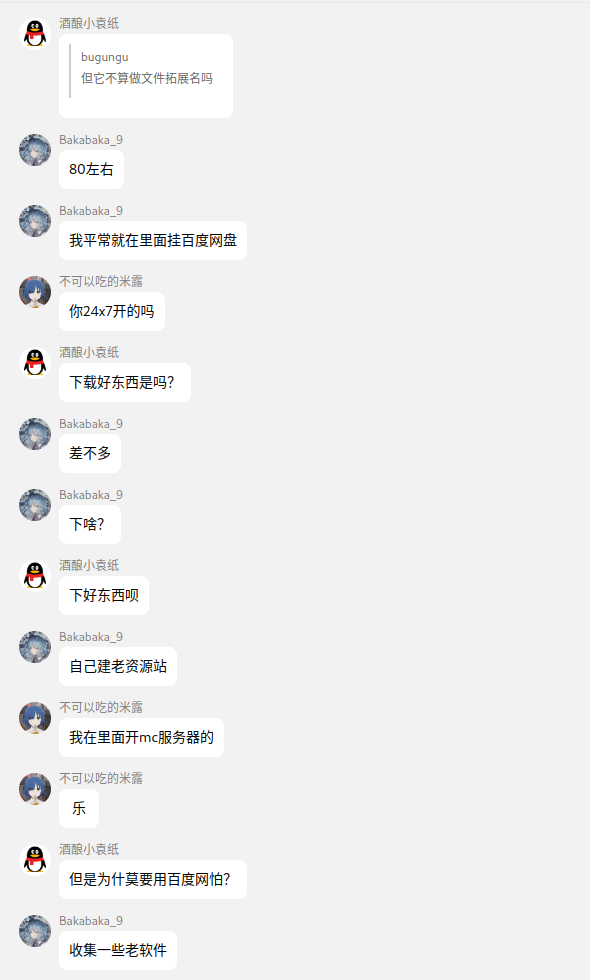 酒酿小袁纸
bugungu
但它不算做文件拓展名吗
Bakabaka_9
80左右
Bakabaka_9
我平常就在里面挂百度网盘
不可以吃的米露
你24x7开的吗
酒酿小袁纸
下载好东西是吗？
Bakabaka_9
差不多
Bakabaka_9
下啥？
酒酿小袁纸
下好东西呗
Bakabaka_9
自己建老资源站
不可以吃的米露
我在里面开mc服务器的
不可以吃的米露
乐
酒酿小袁纸
但是为什莫要用百度网怕？
Bakabaka_9
收集一些老软件